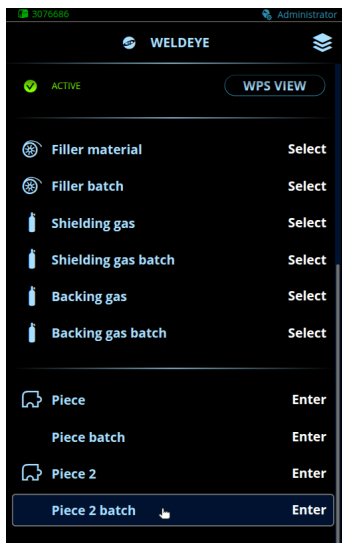 3076686 Administrator
WELDEYE
ACTIVE WPS VIEW
Filler material Select
Filler batch Select
Shielding gas Select
Shielding gas batch Select
Backing gas Select
Backing gas batch Select
Piece Enter
Piece batch Enter
Piece 2 Enter
Piece 2 batch Enter